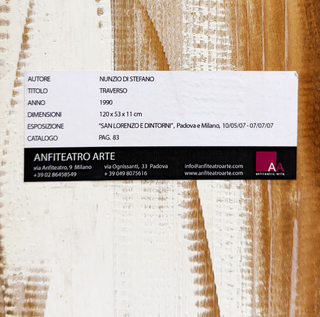 AUTORE NUNZIO DI STEFANO
TITOLO TRAVERSO
ANNO 1990
DIMENSIONI 120 x 53 x 11 cm
ESPOSIZIONE "SAN LORENZO E DINTORNI", Padova e Milano, 10/05/07 - 07/07/07
CATALOGO PAG. 83
ANFITEATRO ARTE
via Anfiteatro, 9 Milano via Ognissanti, 33 Padova info@anfiteatroarte.com
+39 02 86458549 +39 049 8075616 www.anfiteatroarte.com
AA
ANFITEATRO ARTE